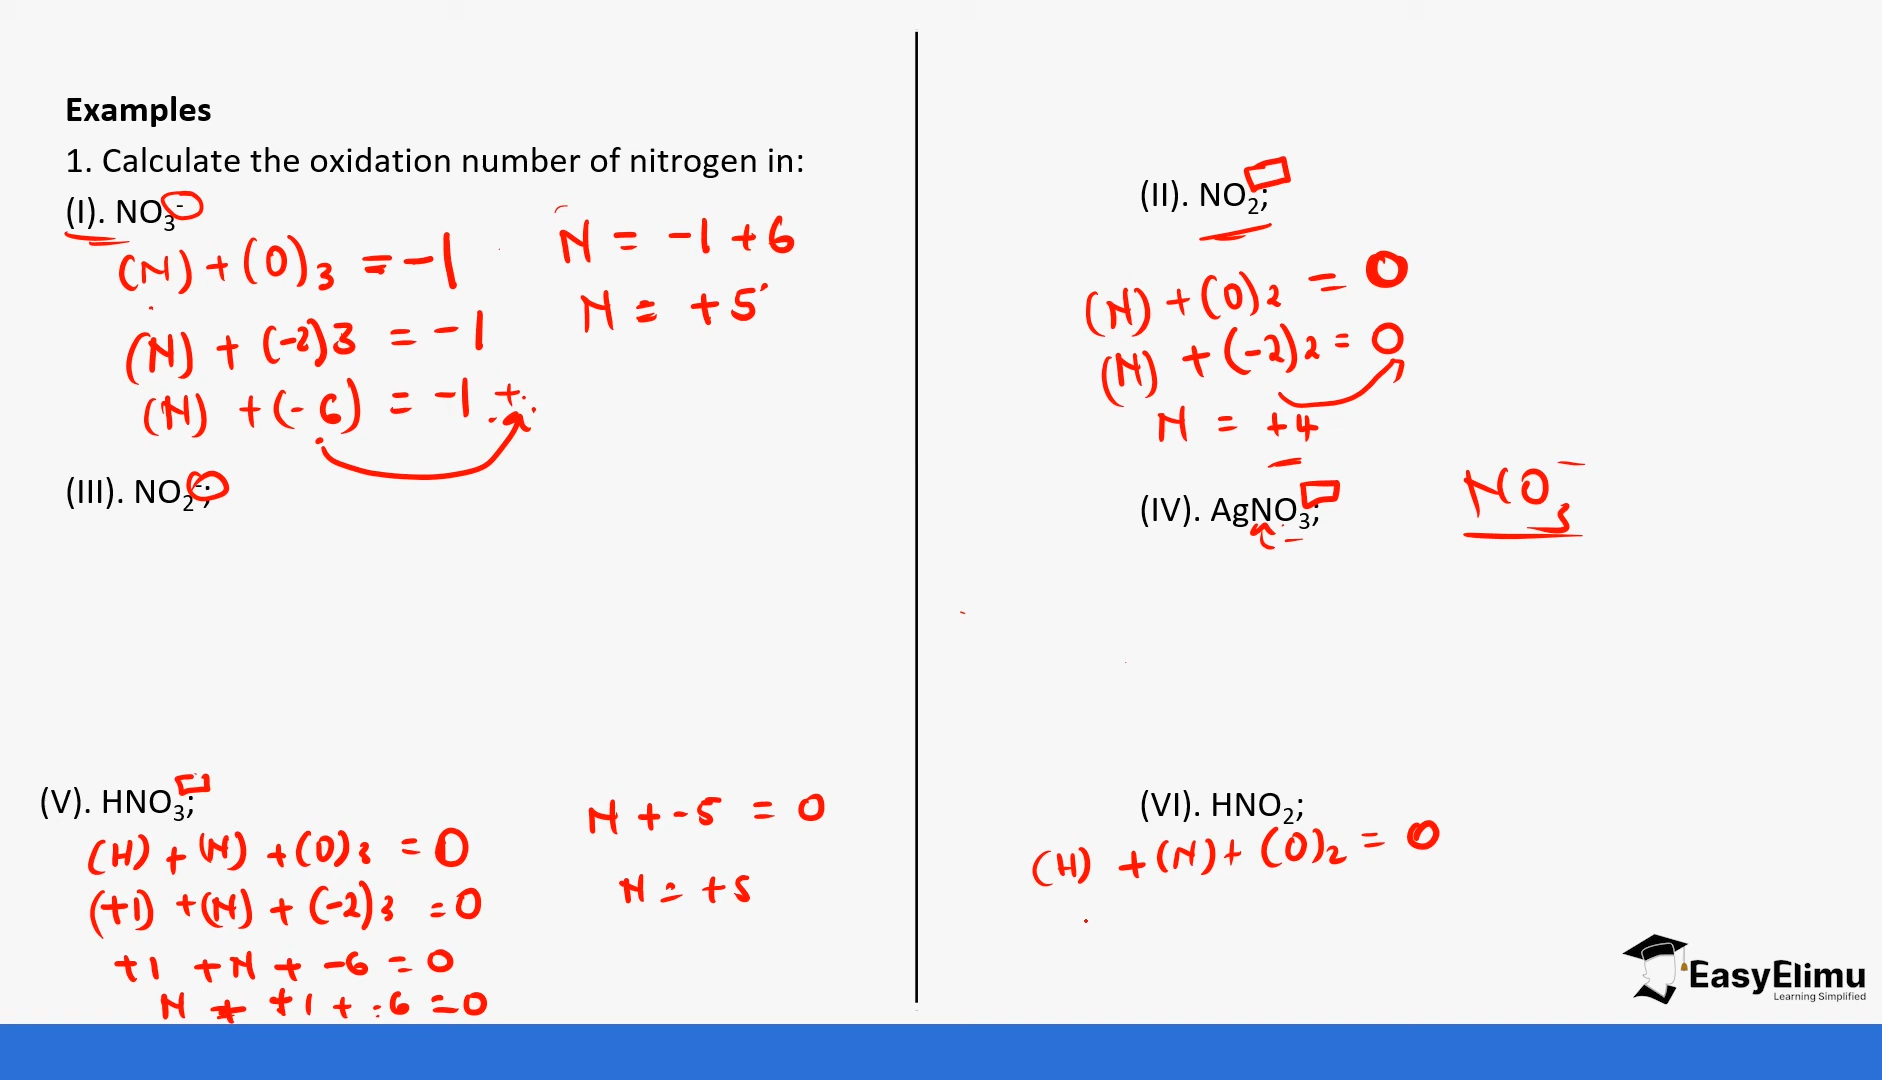 Examples
1. Calculate the oxidation number of nitrogen in:
(I). NO₃⁻
(N) + (O)₃ = -1
(N) + (-2)3 = -1
(N) + (-6) = -1 +
N = -1 + 6
N = +5
(III). NO₂⁻;
(V). HNO₃;
(H) + (N) + (O)₃ = 0
(+1) + (N) + (-2)3 = 0
+1 + N + -6 = 0
N + +1 + -6 = 0
N + -5 = 0
N = +5
(II). NO₂;
(N) + (O)₂ = 0
(N) + (-2)2 = 0
N = +4
(IV). AgNO₃;
NO₃⁻
(VI). HNO₂;
(H) + (N) + (O)₂ = 0
EasyElimu
Learning Simplified